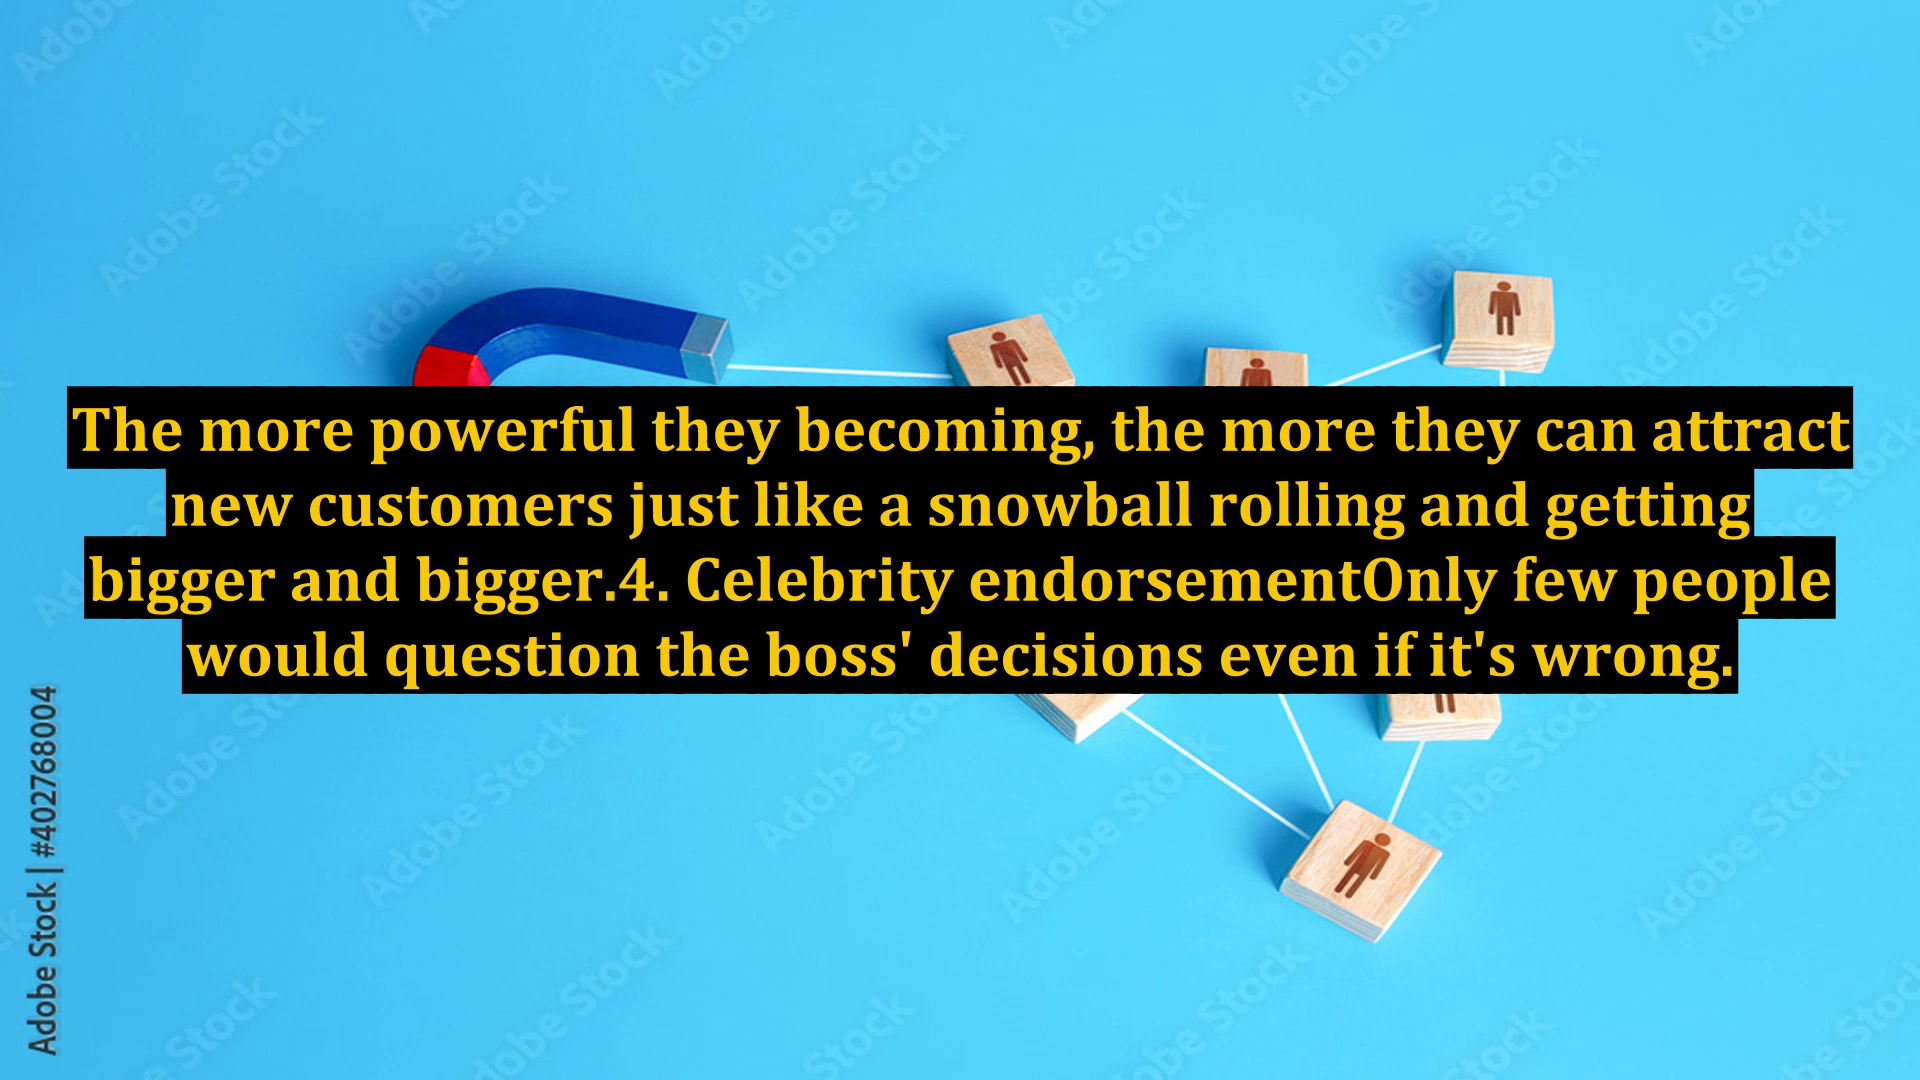 The more powerful they becoming, the more they can attract
new customers just like a snowball rolling and getting
bigger and bigger.4. Celebrity endorsementOnly few people
would question the boss' decisions even if it's wrong.
Adobe Stock | #402768004
Adobe Stock